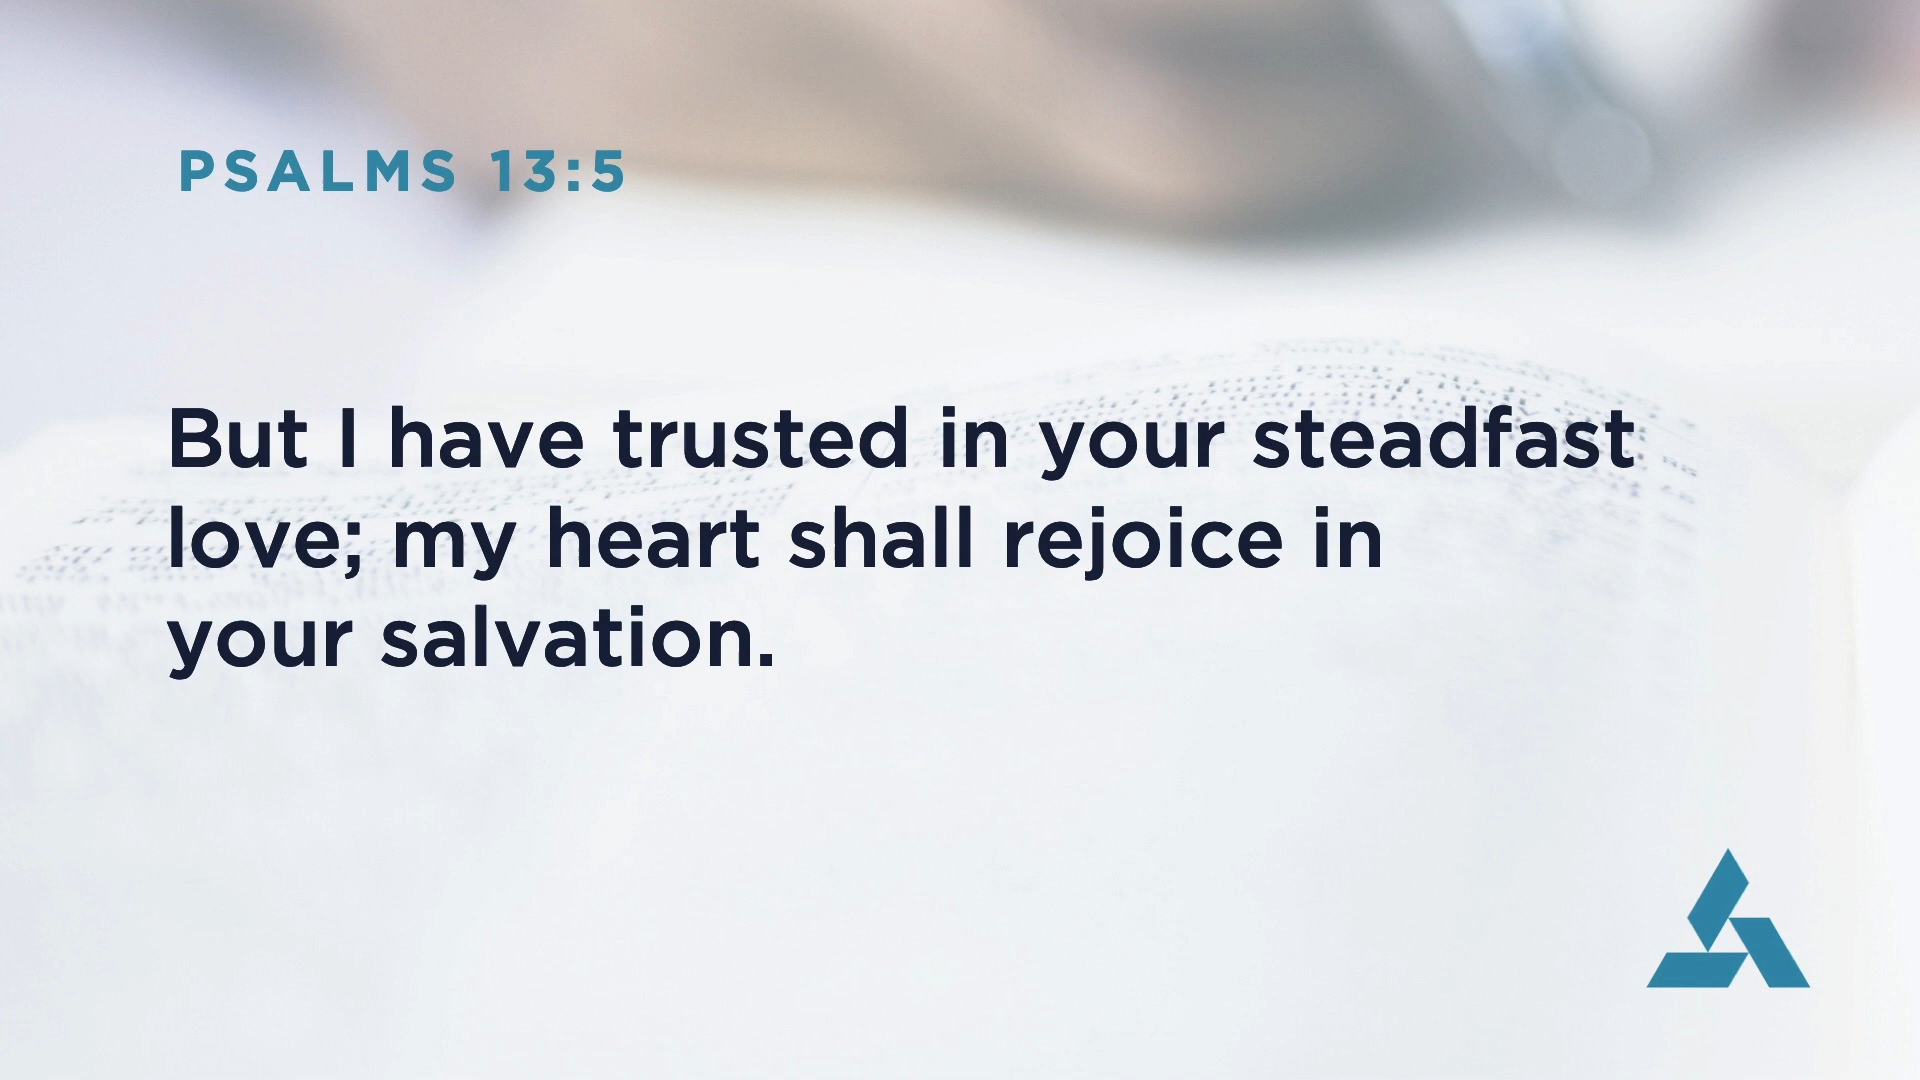 PSALMS 13:5
But I have trusted in your steadfast
love; my heart shall rejoice in
your salvation.